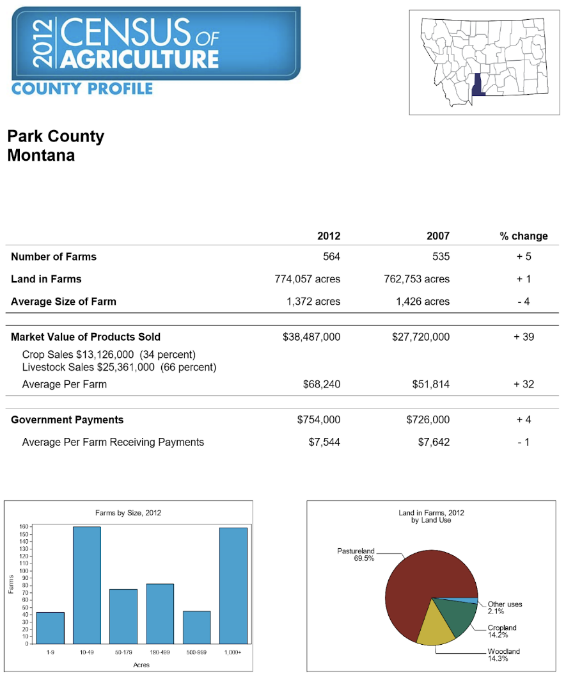 2012 CENSUS OF
AGRICULTURE
COUNTY PROFILE
Park County
Montana
2012 2007 % change
Number of Farms 564 535 + 5
Land in Farms 774,057 acres 762,753 acres + 1
Average Size of Farm 1,372 acres 1,426 acres - 4
Market Value of Products Sold $38,487,000 $27,720,000 + 39
Crop Sales $13,126,000 (34 percent)
Livestock Sales $25,361,000 (66 percent)
Average Per Farm $68,240 $51,814 + 32
Government Payments $754,000 $726,000 + 4
Average Per Farm Receiving Payments $7,544 $7,642 - 1
Farms by Size, 2012
Farms
160
150
140
130
120
110
100
90
80
70
60
50
40
30
20
10
0
1-9 10-49 50-179 180-499 500-999 1,000+
Acres
Land in Farms, 2012
by Land Use
Pastureland
69.5%
Other uses
2.1%
Cropland
14.2%
Woodland
14.3%